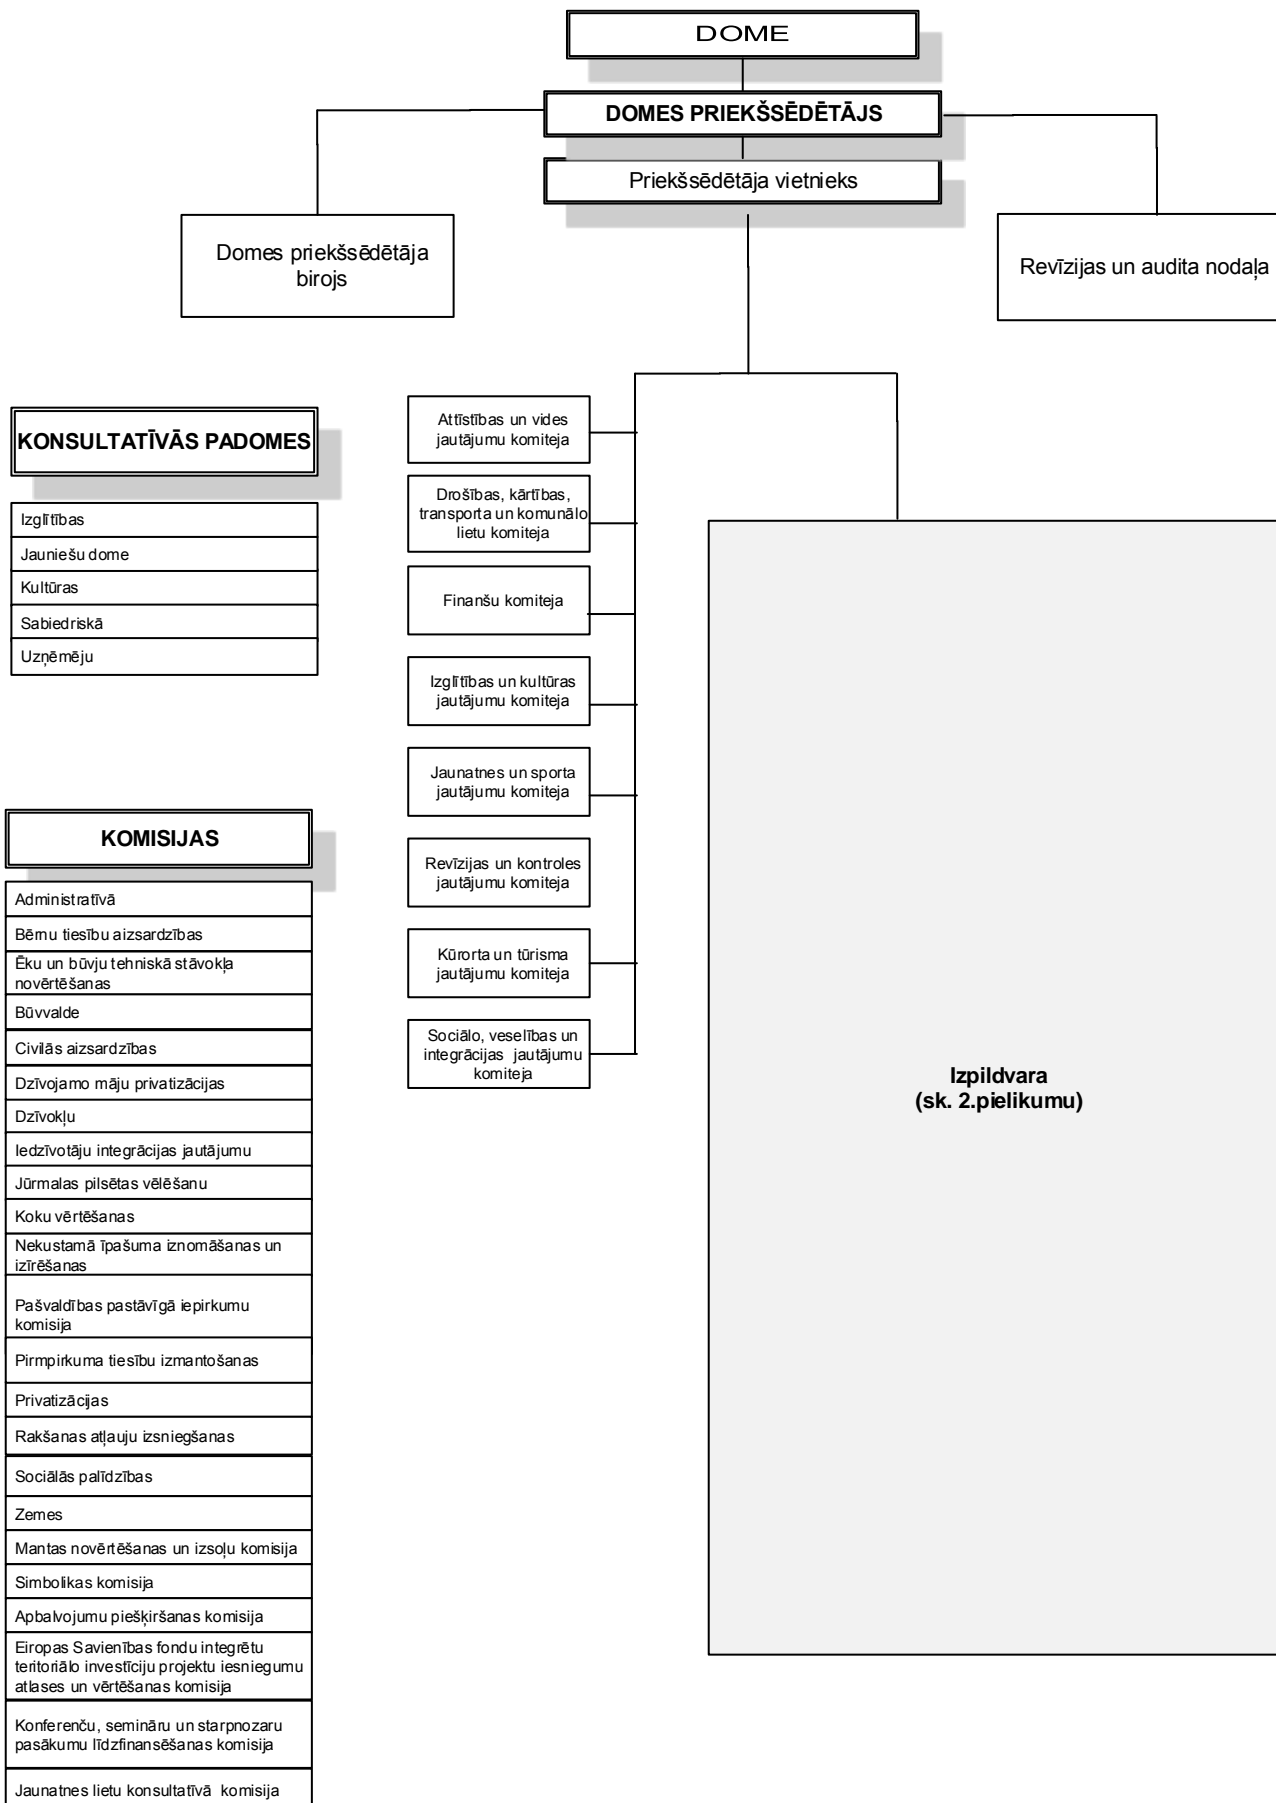 DOME
DOMES PRIEKŠSĒDĒTĀJS
Priekšsēdētāja vietnieks
Domes priekšsēdētāja
birojs
Revīzijas un audita nodaļa
KONSULTATĪVĀS PADOMES
Izglītības
Jauniešu dome
Kultūras
Sabiedriskā
Uzņēmēju
KOMISIJAS
Administratīvā
Bērnu tiesību aizsardzības
Ēku un būvju tehniskā stāvokļa
novērtēšanas
Būvvalde
Civilās aizsardzības
Dzīvojamo māju privatizācijas
Dzīvokļu
Iedzīvotāju integrācijas jautājumu
Jūrmalas pilsētas vēlēšanu
Koku vērtēšanas
Nekustamā īpašuma iznomāšanas un
izīrēšanas
Pašvaldības pastāvīgā iepirkumu
komisija
Pirmpirkuma tiesību izmantošanas
Privatizācijas
Rakšanas atļauju izsniegšanas
Sociālās palīdzības
Zemes
Mantas novērtēšanas un izsoļu komisija
Simbolikas komisija
Apbalvojumu piešķiršanas komisija
Eiropas Savienības fondu integrētu
teritoriālo investīciju projektu iesniegumu
atlases un vērtēšanas komisija
Konferenču, semināru un starpnozaru
pasākumu līdzfinansēšanas komisija
Jaunatnes lietu konsultatīvā komisija
Attīstības un vides
jautājumu komiteja
Drošības, kārtības,
transporta un komunālo
lietu komiteja
Finanšu komiteja
Izglītības un kultūras
jautājumu komiteja
Jaunatnes un sporta
jautājumu komiteja
Revīzijas un kontroles
jautājumu komiteja
Kūrorta un tūrisma
jautājumu komiteja
Sociālo, veselības un
integrācijas jautājumu
komiteja
Izpildvara
(sk. 2.pielikumu)